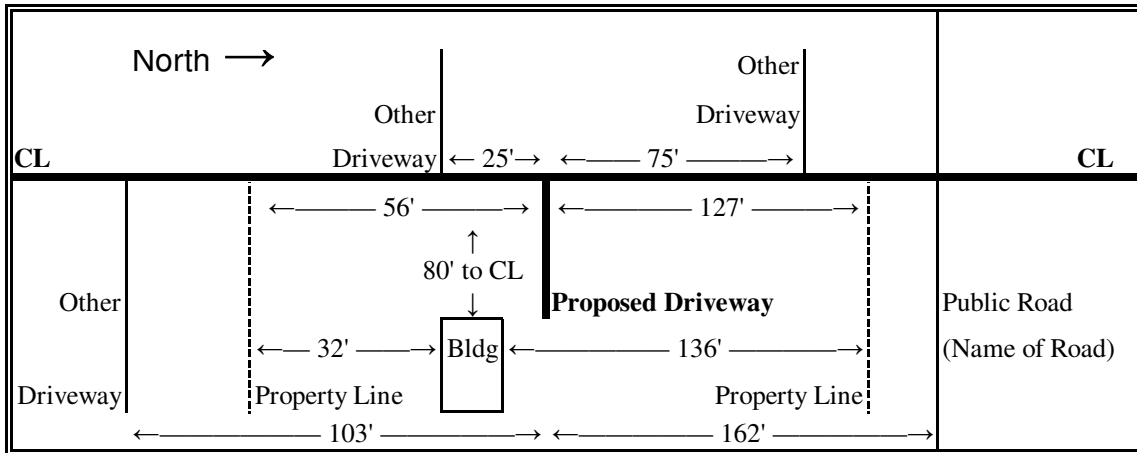 North →
Other
Other Driveway
CL Driveway ← 25'→ ←—— 75' ———→ CL
←——— 56' ———→ ←———— 127' ————→
↑
80' to CL
Other ↓ Proposed Driveway Public Road
←— 32' ——→ Bldg ←———— 136' ————→ (Name of Road)
Driveway Property Line Property Line
←————— 103' ————→ ←———— 162' ————→